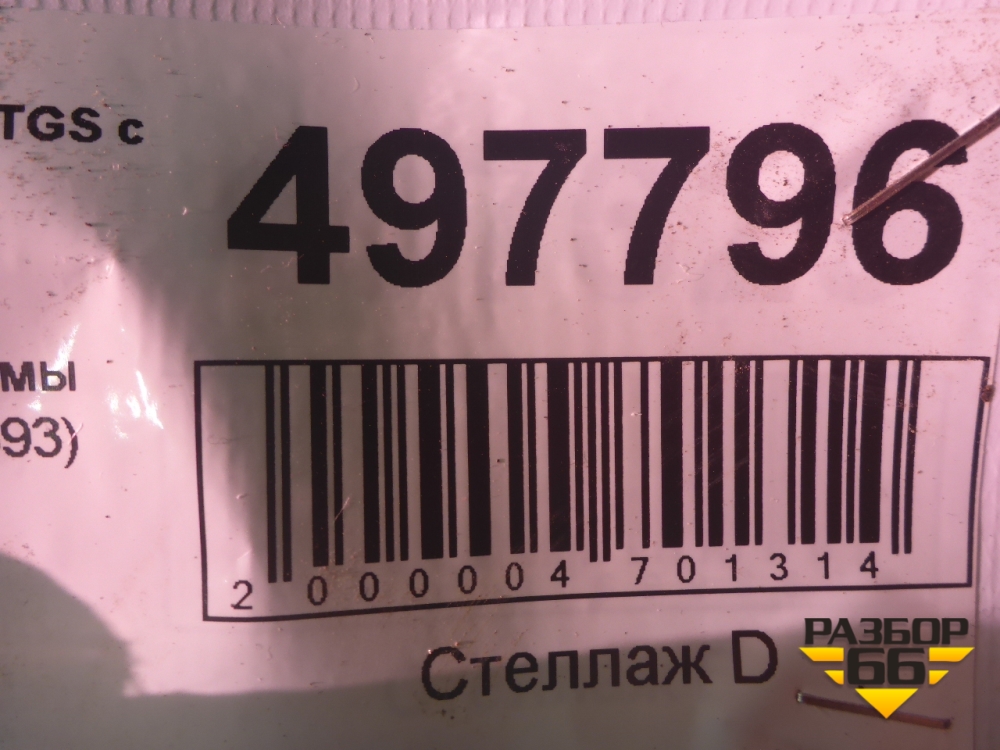 TGS с
497796
мы
93)
2 000004 701314
Стеллаж D
РАЗБОР
66